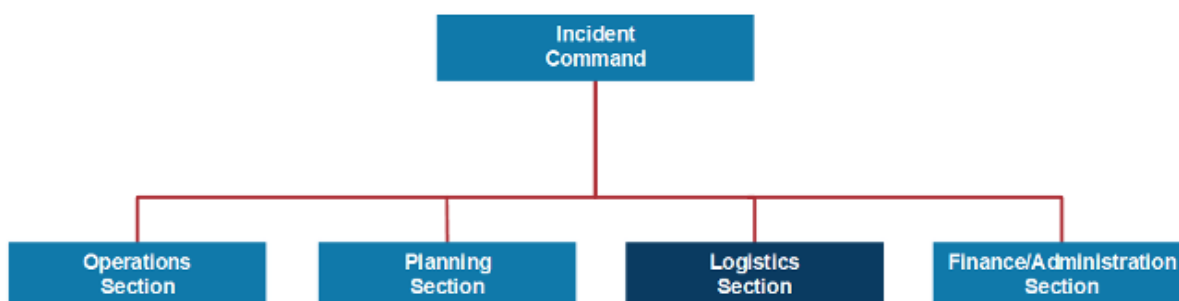 Incident
Command
Operations
Section
Planning
Section
Logistics
Section
Finance/Administration
Section